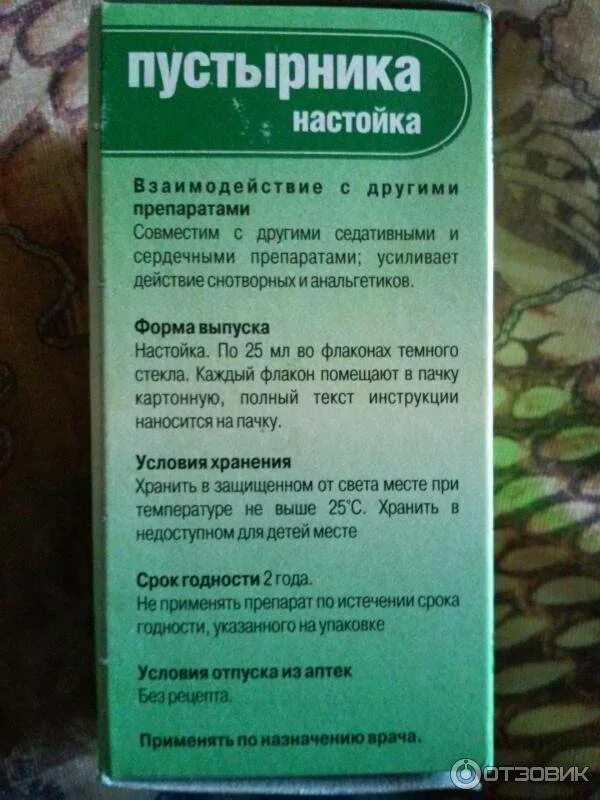 пустырника
настойка
Взаимодействие с другими
препаратами
Совместим с другими седативными и
сердечными препаратами; усиливает
действие снотворных и анальгетиков.
Форма выпуска
Настойка. По 25 мл во флаконах темного
стекла. Каждый флакон помещают в пачку
картонную, полный текст инструкции
наносится на пачку.
Условия хранения
Хранить в защищенном от света месте при
температуре не выше 25°С. Хранить в
недоступном для детей месте
Срок годности 2 года.
Не применять препарат по истечении срока
годности, указанного на упаковке
Условия отпуска из аптек
Без рецепта.
Применять по назначению врача.
ОТЗОВИК